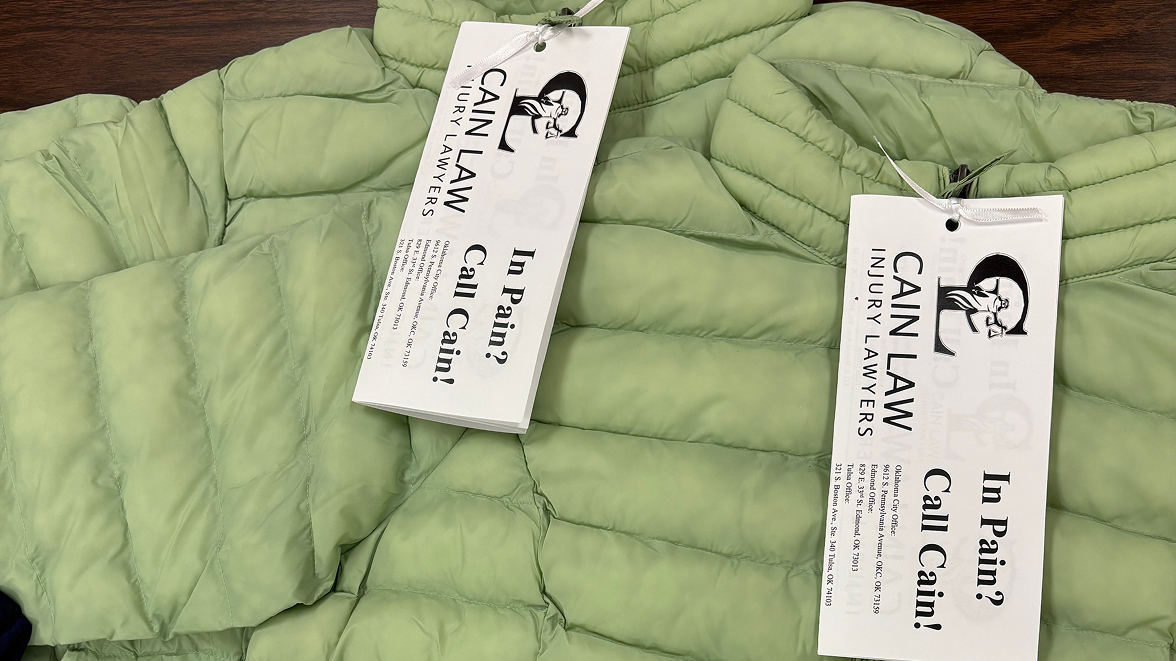 CAIN LAW
INJURY LAWYERS
In Pain?
Call Cain!
Oklahoma City Office:
9612 S. Pennsylvania Avenue, OKC, OK 73159
Edmond Office:
829 E. 33rd St. Edmond, OK 73013
Tulsa Office:
321 S. Boston Ave., Ste. 340 Tulsa, OK 74103
CAIN LAW
INJURY LAWYERS
In Pain?
Call Cain!
Oklahoma City Office:
9612 S. Pennsylvania Avenue, OKC, OK 73159
Edmond Office:
829 E. 33rd St. Edmond, OK 73013
Tulsa Office:
321 S. Boston Ave., Ste. 340 Tulsa, OK 74103